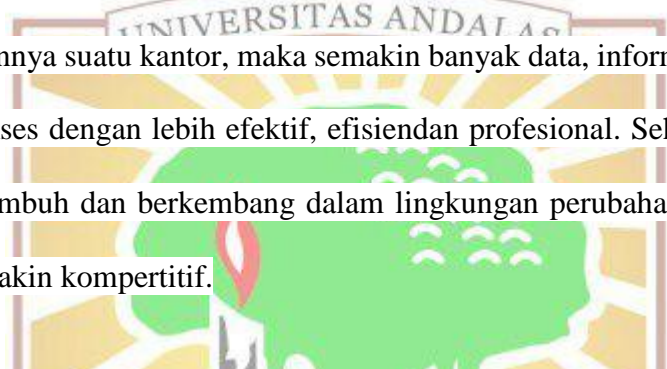 UNIVERSITAS ANDALAS
nnya suatu kantor, maka semakin banyak data, inform
ses dengan lebih efektif, efisiendan profesional. Sel
mbuh dan berkembang dalam lingkungan perubaha
akin kompertitif.